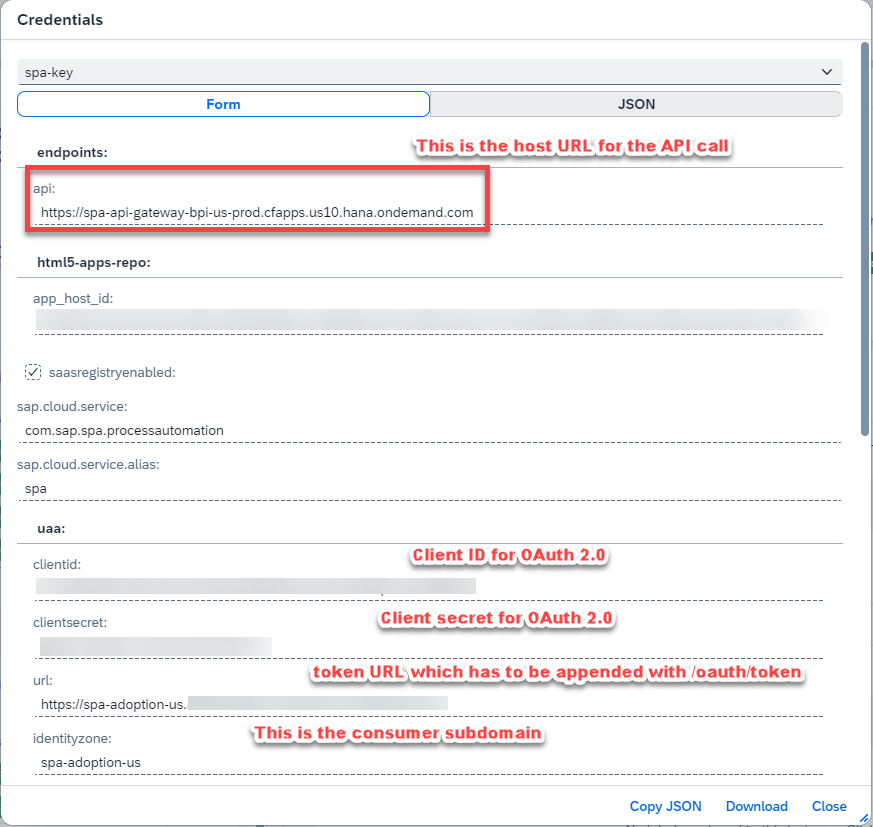 Credentials
spa-key
Form
JSON
This is the host URL for the API call
endpoints:
api:
https://spa-api-gateway-bpi-us-prod.cfapps.us10.hana.ondemand.com
html5-apps-repo:
app_host_id:
saasregistryenabled:
sap.cloud.service:
com.sap.spa.processautomation
sap.cloud.service.alias:
spa
uaa:
Client ID for OAuth 2.0
clientid:
Client secret for OAuth 2.0
clientsecret:
token URL which has to be appended with /oauth/token
url:
https://spa-adoption-us.
This is the consumer subdomain
identityzone:
spa-adoption-us
Copy JSON
Download
Close